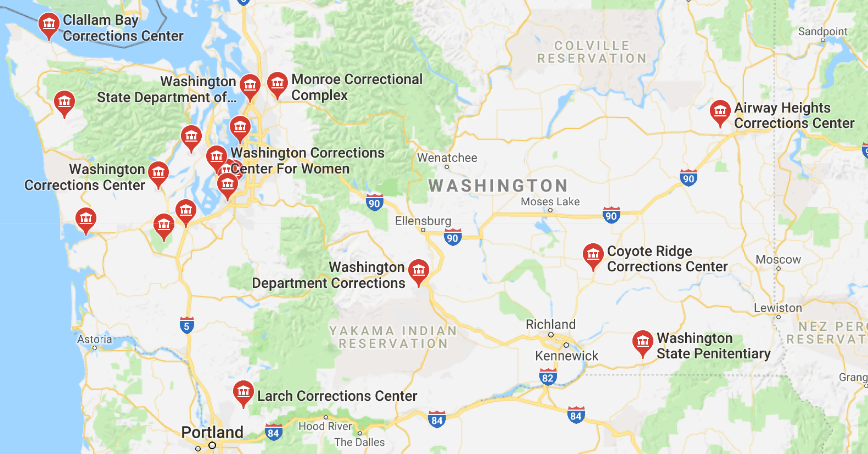 Clallam Bay
Corrections Center
COLVILLE
RESERVATION
Sandpoint
Washington
State Department of...
Monroe Correctional
Complex
Airway Heights
Corrections Center
Washington Corrections
Center For Women
Wenatchee
Washington
Corrections Center
WASHINGTON
90
90
Moses Lake
90
Ellensburg
90
Coyote Ridge
Corrections Center
Moscow
Washington
Department Corrections
Lewiston
5
Astoria
YAKAMA INDIAN
RESERVATION
Richland
Kennewick
Washington
State Penitentiary
NEZ PERC
RESERVAT
82
Grang
Larch Corrections Center
84
84
84
Portland
Hood River
The Dalles